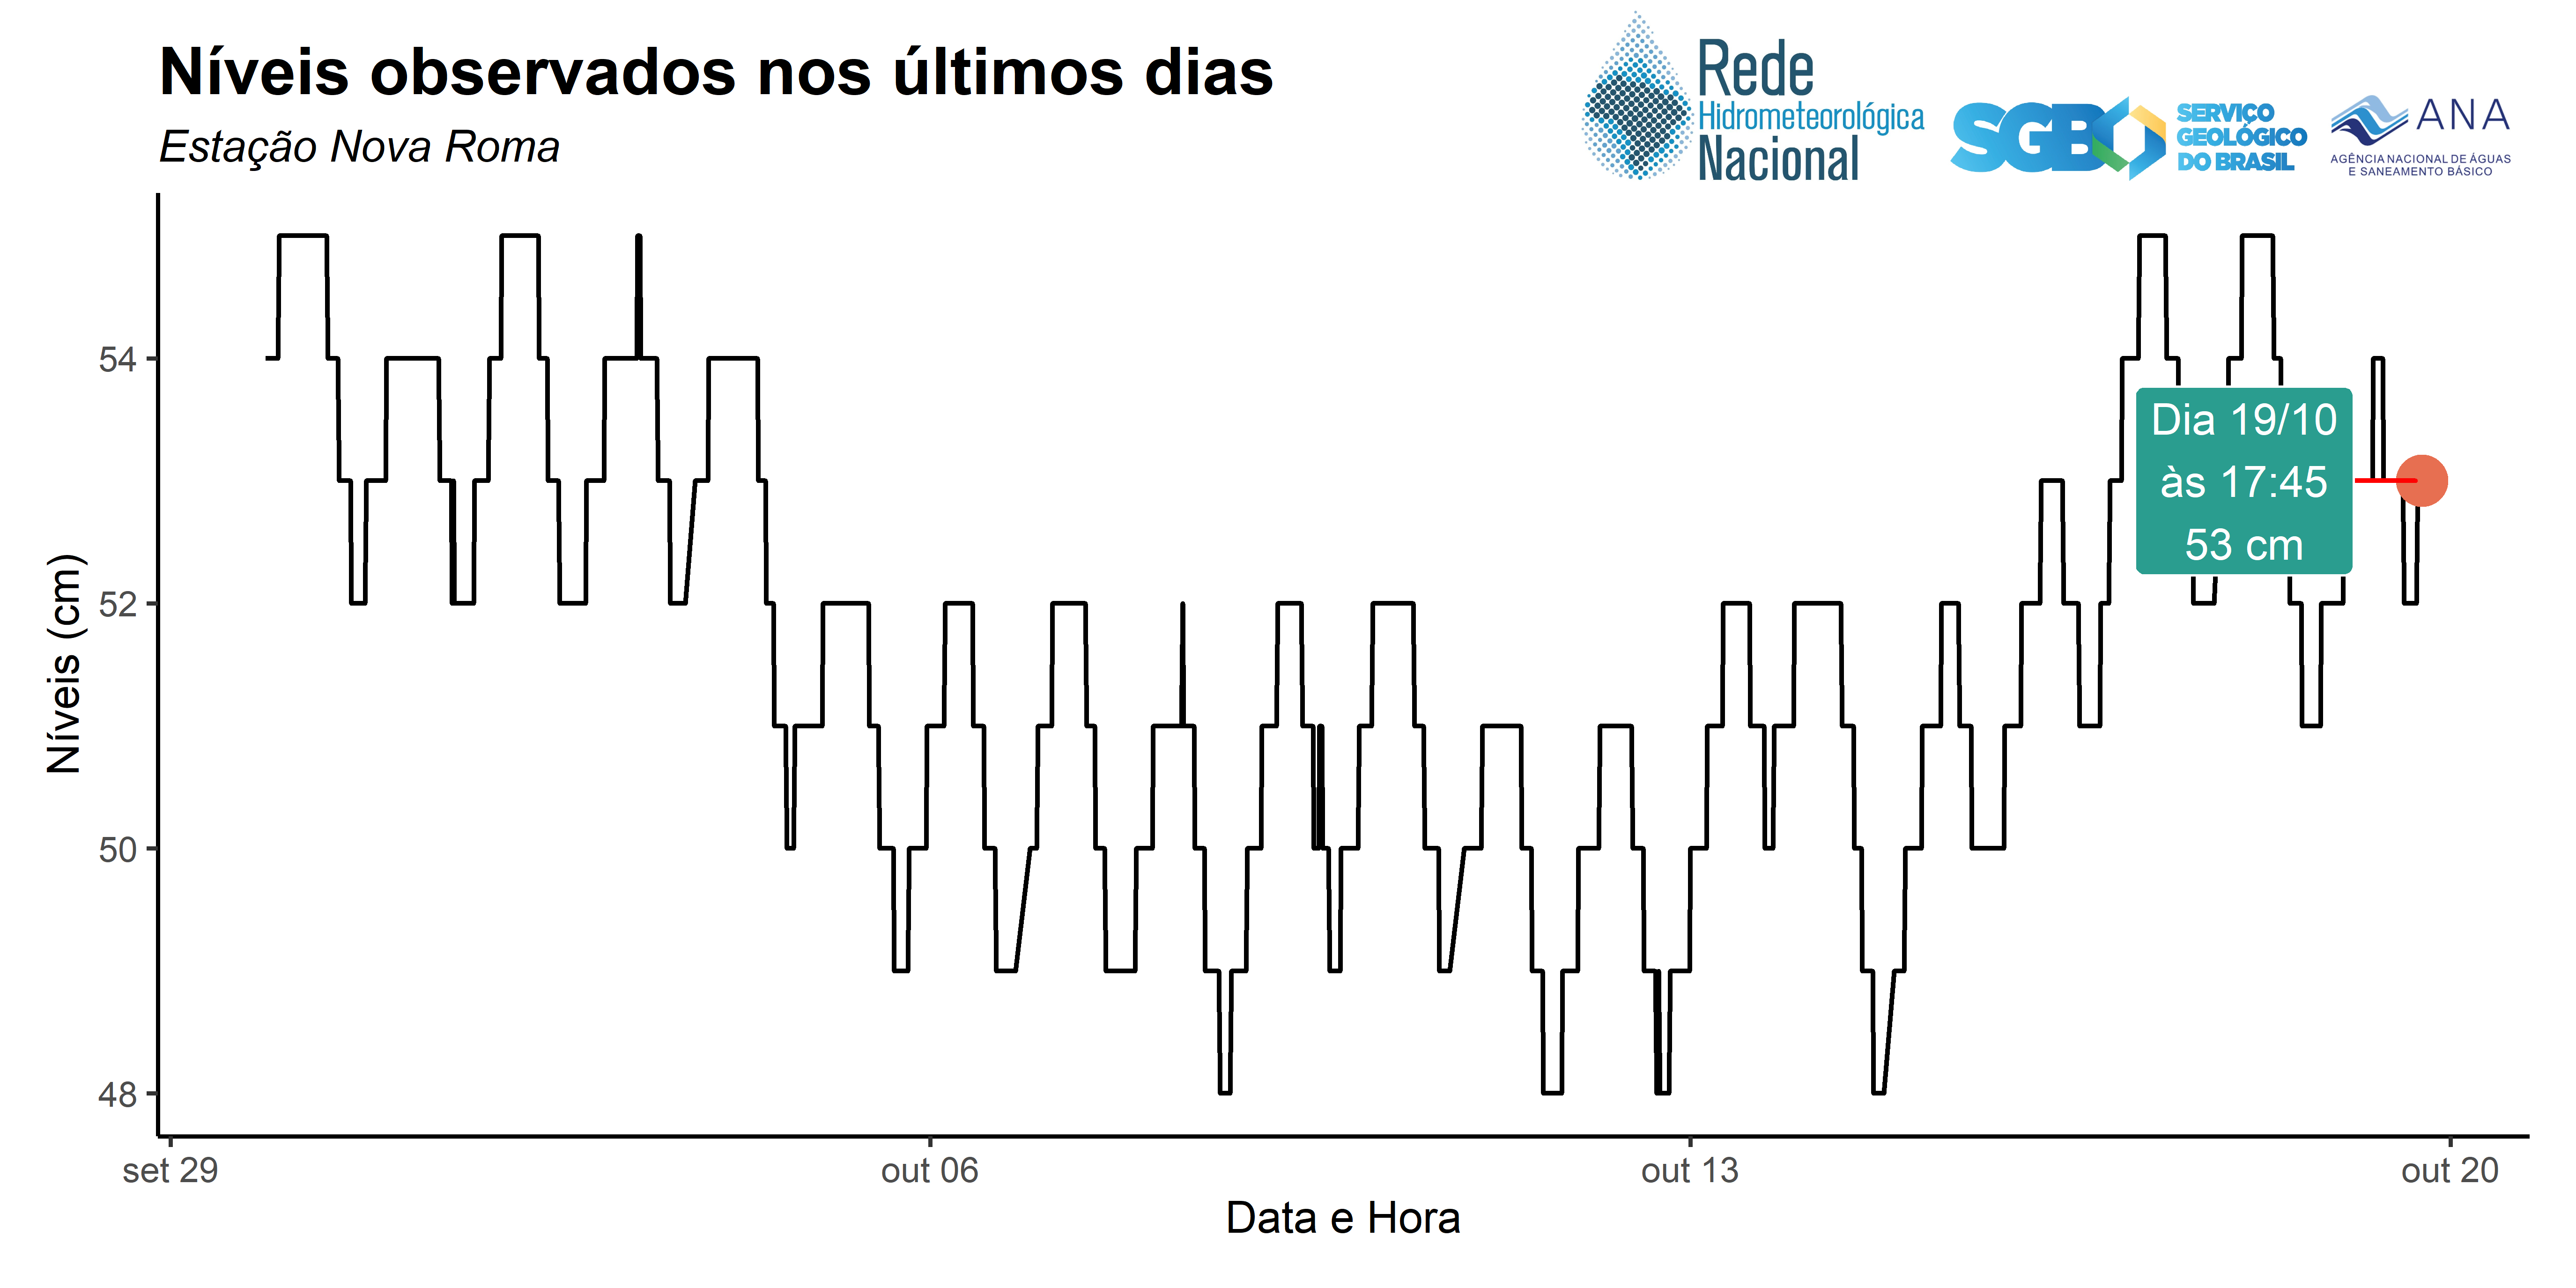 Níveis observados nos últimos dias
Estação Nova Roma
Rede
Hidrometeorológica
Nacional
SGB
SERVIÇO
GEOLÓGICO
DO BRASIL
ANA
AGÊNCIA NACIONAL DE ÁGUAS
E SANEAMENTO BÁSICO
Níveis (cm)
54
52
50
48
Dia 19/10
às 17:45
53 cm
set 29
out 06
out 13
out 20
Data e Hora